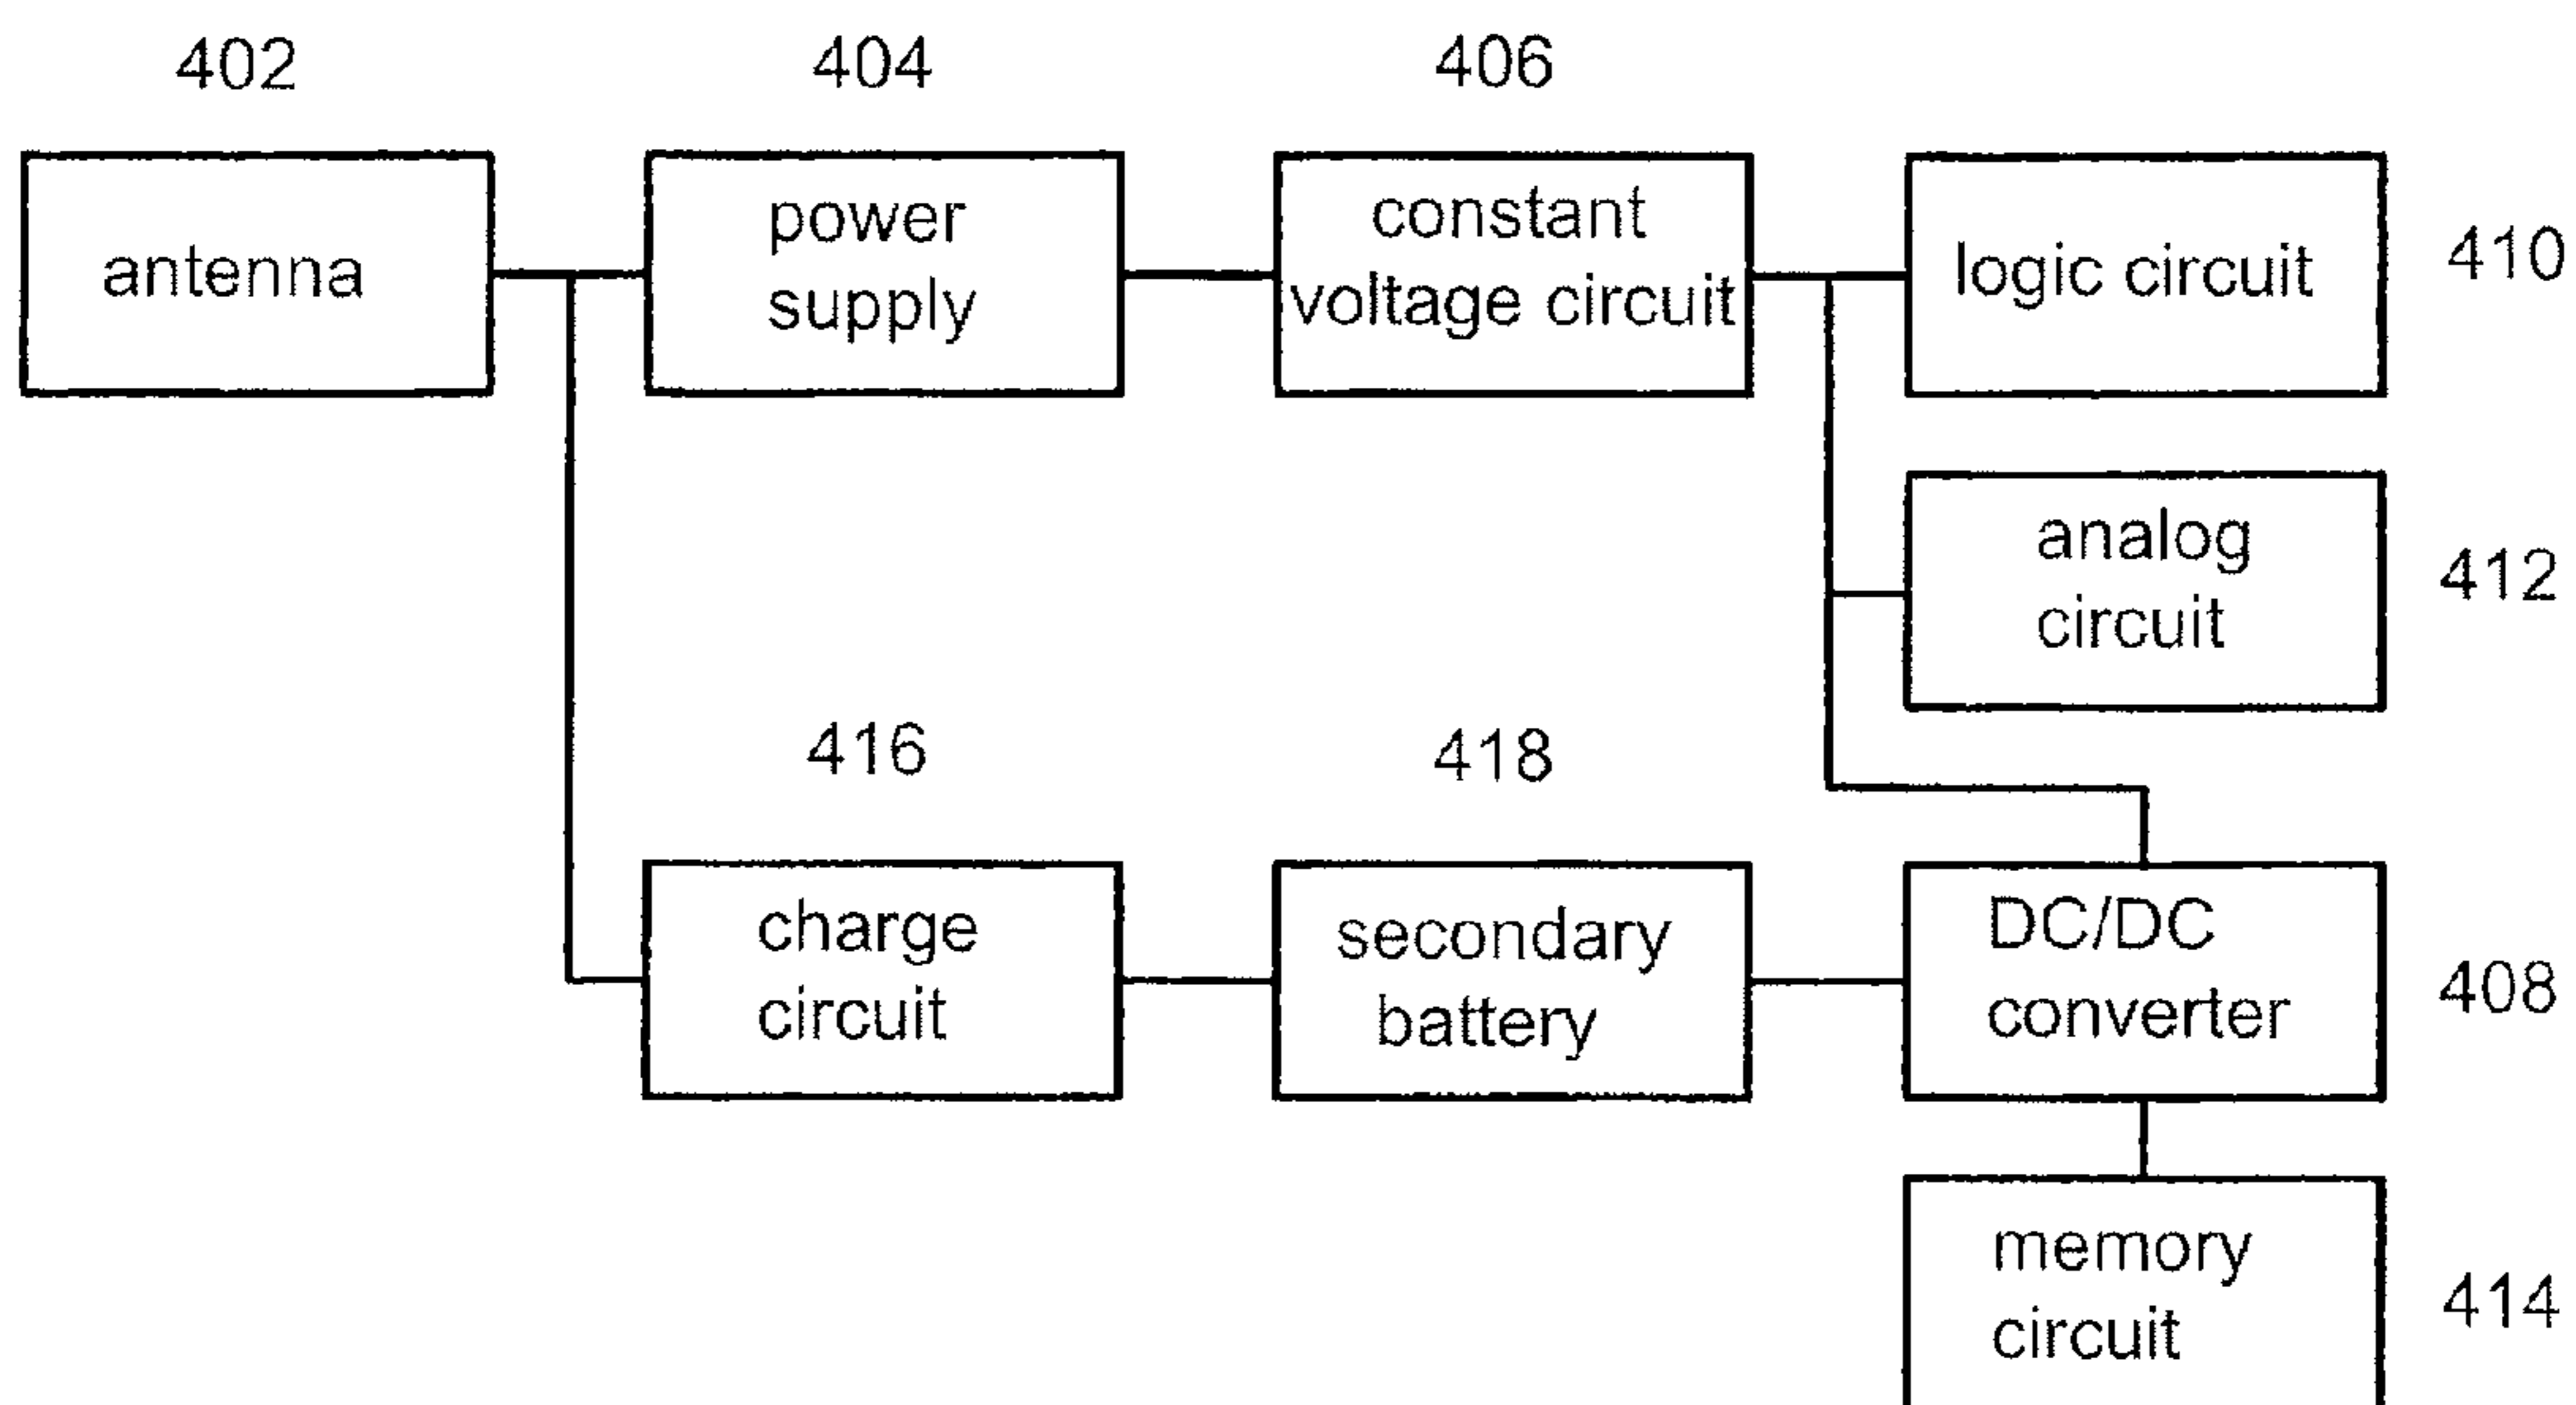 402
404
406
antenna
power
supply
constant
voltage circuit
logic circuit
410
analog
circuit
412
416
418
charge
circuit
secondary
battery
DC/DC
converter
408
memory
circuit
414